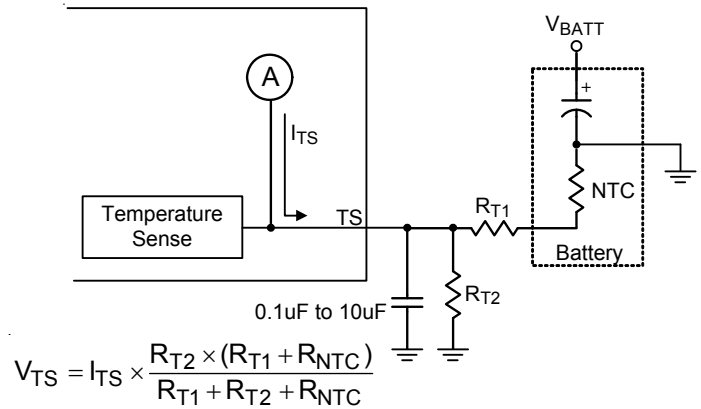 V_BATT
A
+
I_TS
NTC
Temperature
Sense
TS
R_T1
Battery
R_T2
0.1uF to 10uF
V_TS = I_TS × R_T2 × (R_T1 + R_NTC) / R_T1 + R_T2 + R_NTC